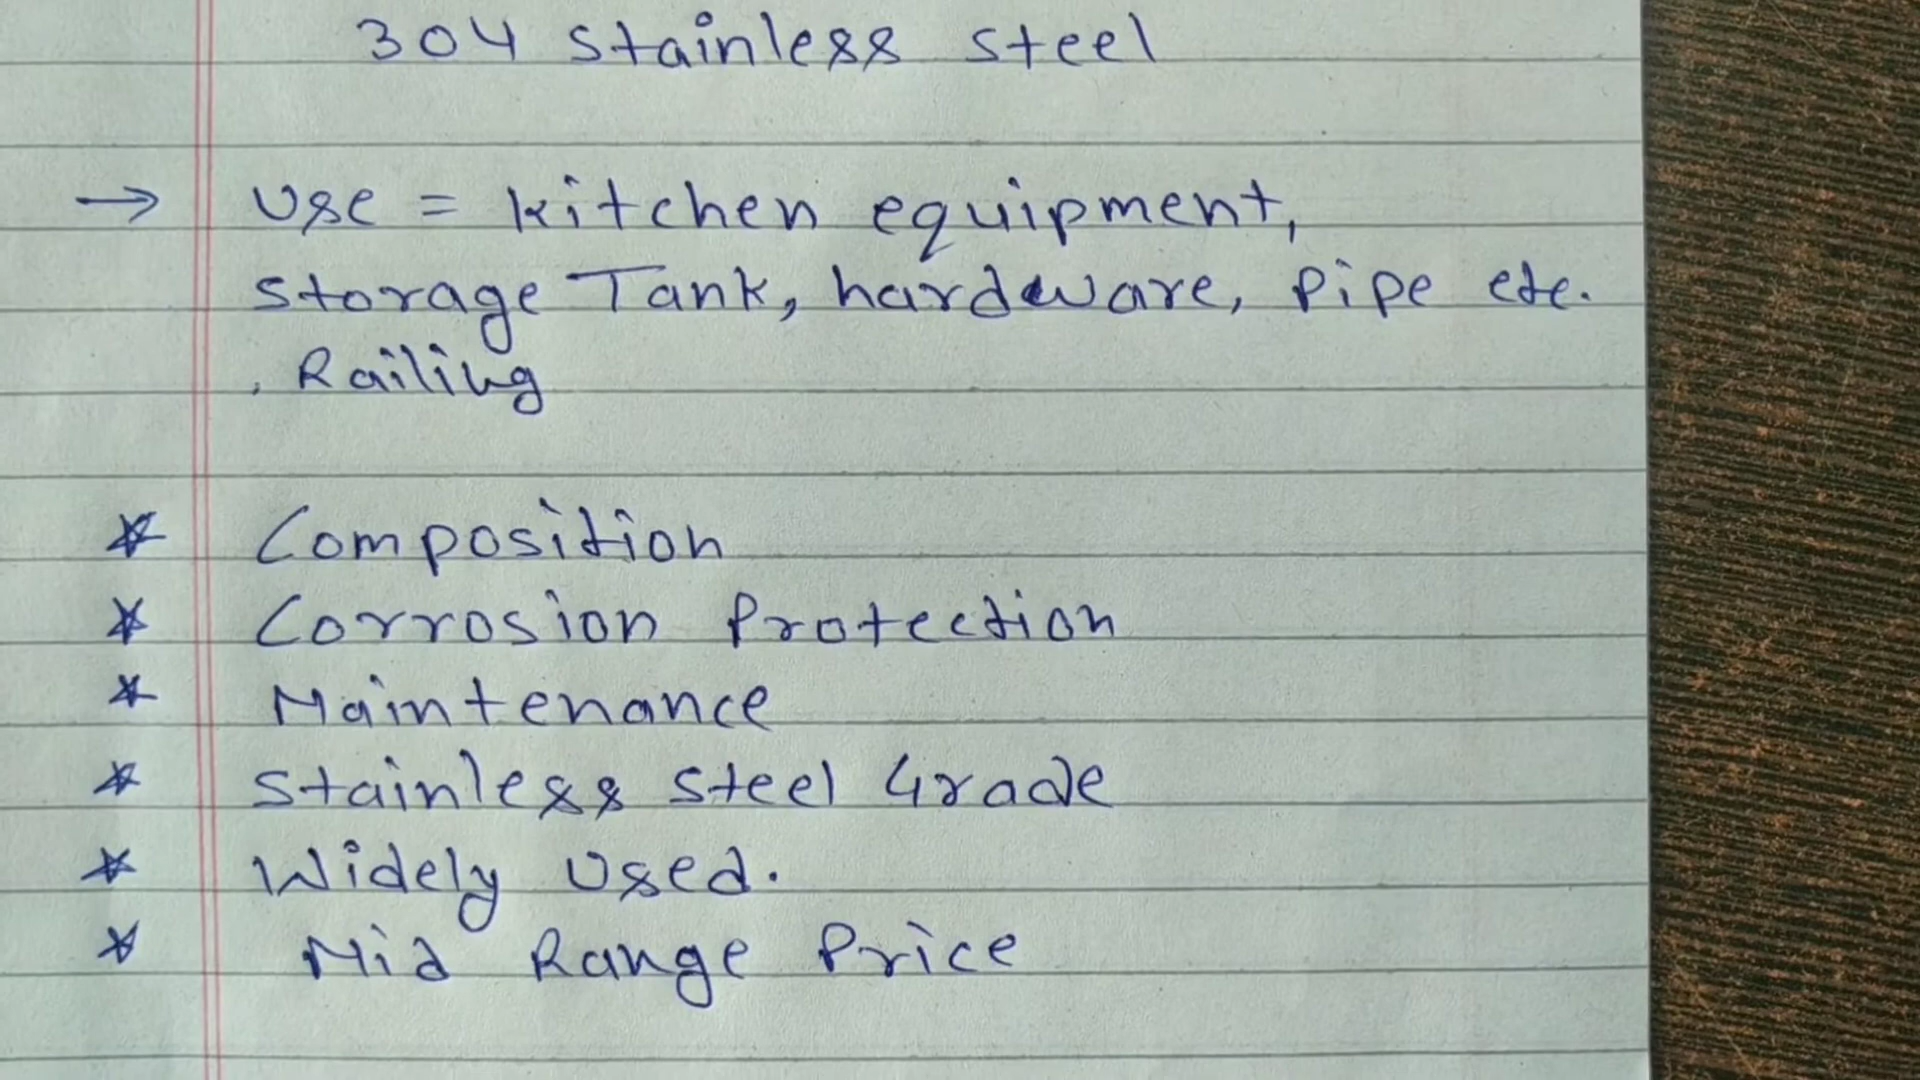 304 stainless steel
→ Use = kitchen equipment,
storage Tank, hardware, Pipe etc.
, Railing
* Composition
* Corrosion Protection
* Maintenance
* Stainless steel Grade
* Widely Used.
* Mid Range Price